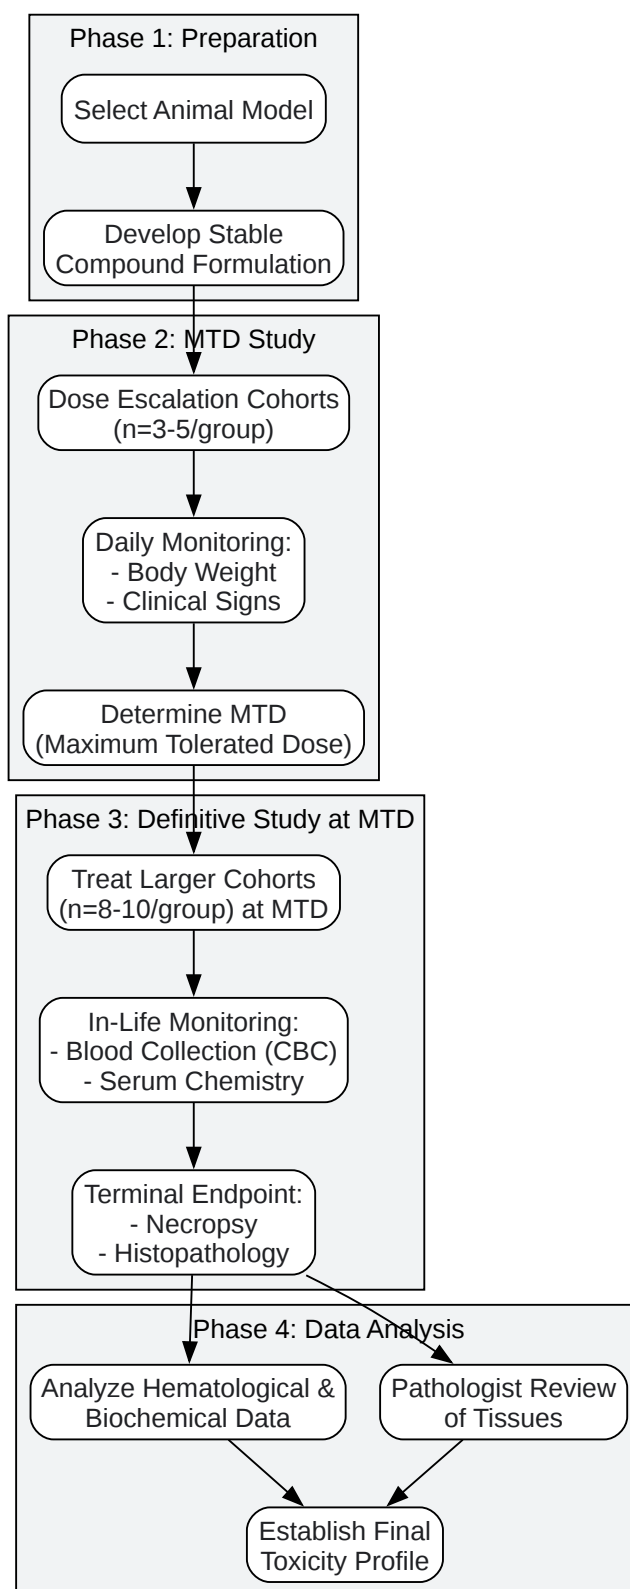 Phase 1: Preparation
Select Animal Model
Develop Stable
Compound Formulation
Phase 2: MTD Study
Dose Escalation Cohorts
(n=3-5/group)
Daily Monitoring:
- Body Weight
- Clinical Signs
Determine MTD
(Maximum Tolerated Dose)
Phase 3: Definitive Study at MTD
Treat Larger Cohorts
(n=8-10/group) at MTD
In-Life Monitoring:
- Blood Collection (CBC)
- Serum Chemistry
Terminal Endpoint:
- Necropsy
- Histopathology
Phase 4: Data Analysis
Analyze Hematological &
Biochemical Data
Pathologist Review
of Tissues
Establish Final
Toxicity Profile